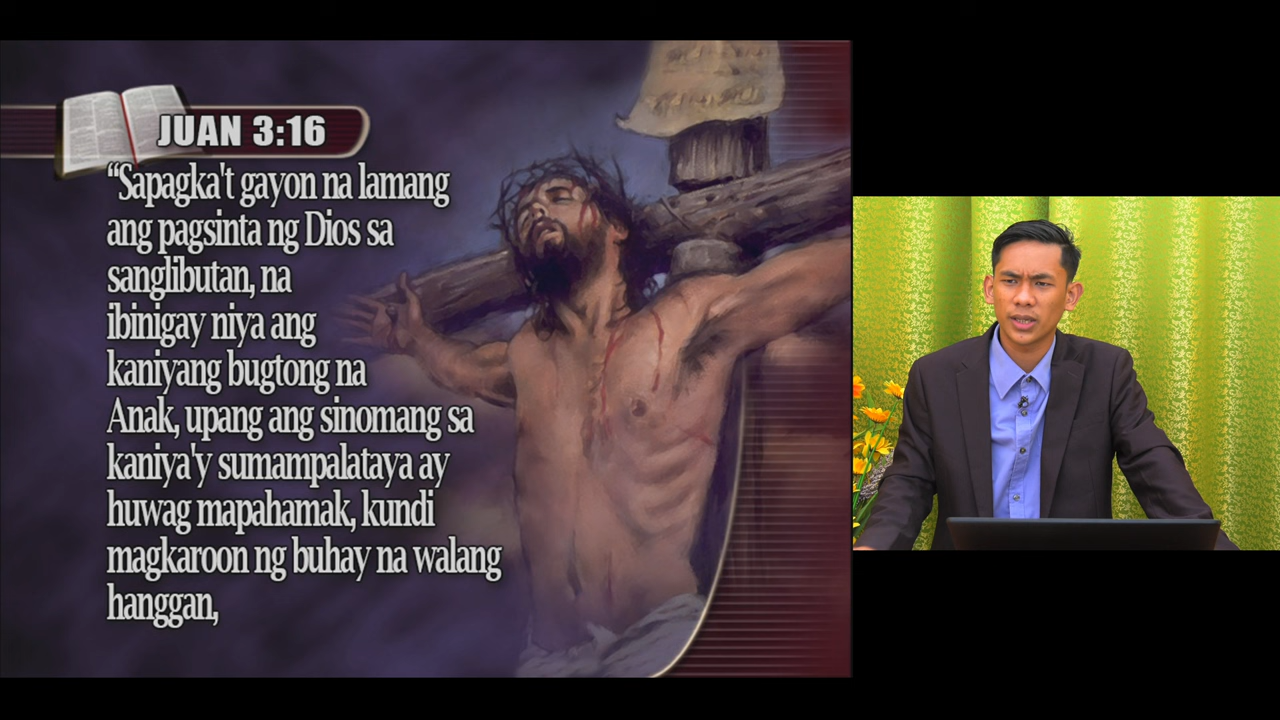 JUAN 3:16
“Sapagka't gayon na lamang
ang pagsinta ng Dios sa
sanglibutan, na
ibinigay niya ang
kaniyang bugtong na
Anak, upang ang sinomang sa
kaniya'y sumampalataya ay
huwag mapahamak, kundi
magkaroon ng buhay na walang
hanggan,